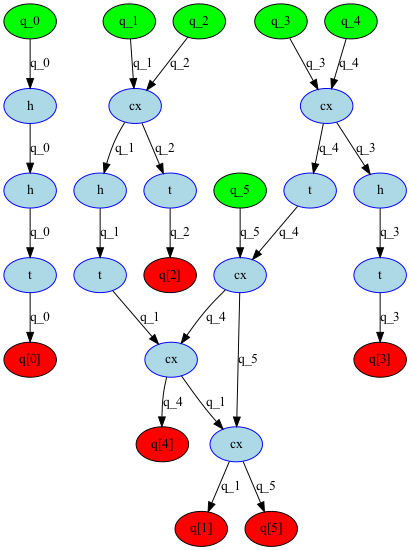 q_0 q_1 q_2 q_3 q_4
q_0 q_1 q_2 q_3 q_4
h cx cx
q_0 q_1 q_2 q_4 q_3
h h t q_5 t h
q_0 q_1 q_2 q_5 q_4 q_3
t t q[2] cx t
q_0 q_1 q_4 q_3
q[0] cx q_5 q[3]
q_4 q_1
q[4] cx
q_1 q_5
q[1] q[5]